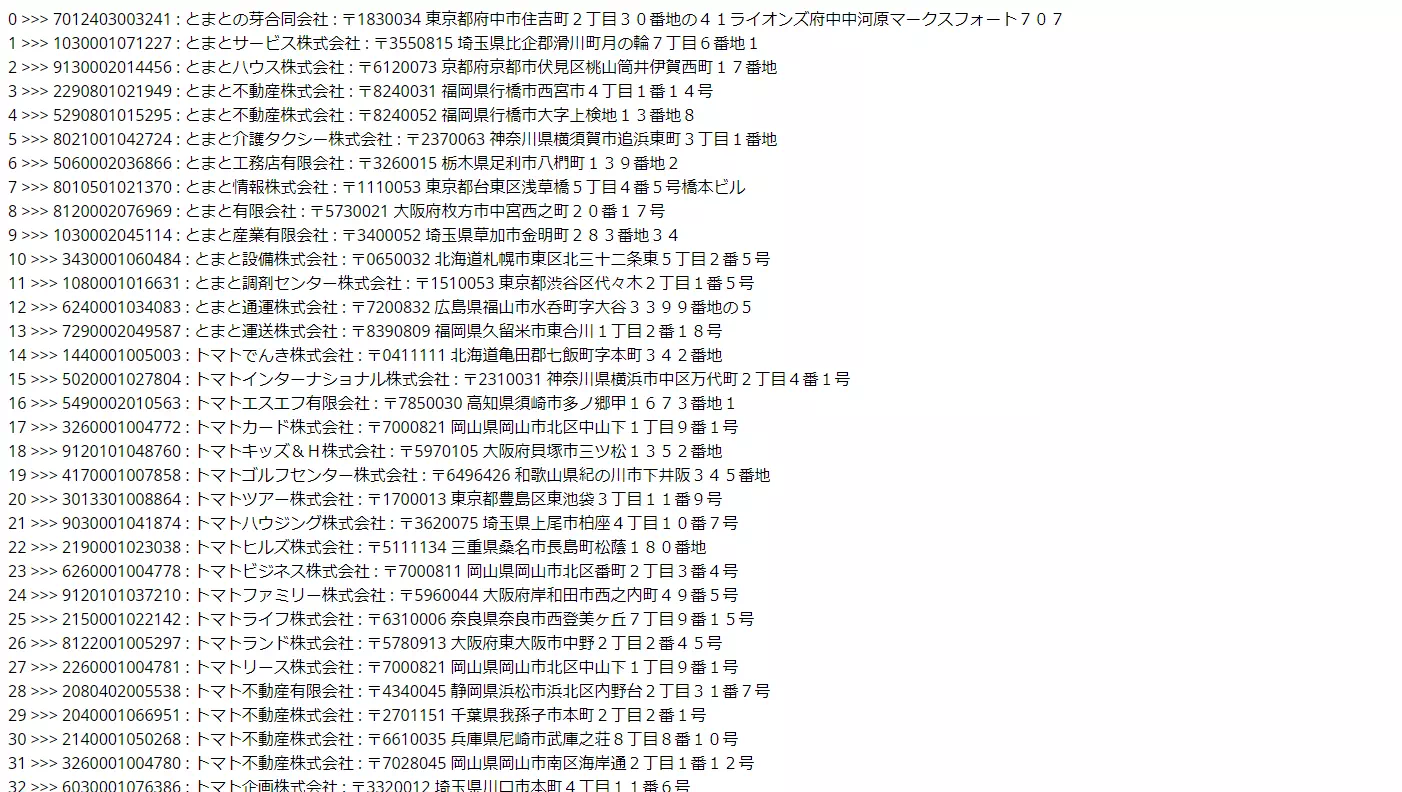 0 >>> 7012403003241 : とまとの芽合同会社 : 〒1830034 東京都府中市住吉町２丁目３０番地の４１ライオンズ府中中河原マークスフォート７０７
1 >>> 1030001071227 : とまとサービス株式会社 : 〒3550815 埼玉県比企郡滑川町月の輪７丁目６番地１
2 >>> 9130002014456 : とまとハウス株式会社 : 〒6120073 京都府京都市伏見区桃山筒井伊賀西町１７番地
3 >>> 2290801021949 : とまと不動産株式会社 : 〒8240031 福岡県行橋市西宮市４丁目１番１４号
4 >>> 5290801015295 : とまと不動産株式会社 : 〒8240052 福岡県行橋市大字上検地１３番地８
5 >>> 8021001042724 : とまと介護タクシー株式会社 : 〒2370063 神奈川県横須賀市追浜東町３丁目１番地
6 >>> 5060002036866 : とまと工務店有限会社 : 〒3260015 栃木県足利市八椚町１３９番地２
7 >>> 8010501021370 : とまと情報株式会社 : 〒1110053 東京都台東区浅草橋５丁目４番５号橋本ビル
8 >>> 8120002076969 : とまと有限会社 : 〒5730021 大阪府枚方市中宮西之町２０番１７号
9 >>> 1030002045114 : とまと産業有限会社 : 〒3400052 埼玉県草加市金明町２８３番地３４
10 >>> 3430001060484 : とまと設備株式会社 : 〒0650032 北海道札幌市東区北三十二条東５丁目２番５号
11 >>> 1080001016631 : とまと調剤センター株式会社 : 〒1510053 東京都渋谷区代々木２丁目１番５号
12 >>> 6240001034083 : とまと通運株式会社 : 〒7200832 広島県福山市水呑町字大谷３３９９番地の５
13 >>> 7290002049587 : とまと運送株式会社 : 〒8390809 福岡県久留米市東合川１丁目２番１８号
14 >>> 1440001005003 : トマトでんき株式会社 : 〒0411111 北海道亀田郡七飯町字本町３４２番地
15 >>> 5020001027804 : トマトインターナショナル株式会社 : 〒2310031 神奈川県横浜市中区万代町２丁目４番１号
16 >>> 5490002010563 : トマトエスエフ有限会社 : 〒7850030 高知県須崎市多ノ郷甲１６７３番地１
17 >>> 3260001004772 : トマトカード株式会社 : 〒7000821 岡山県岡山市北区中山下１丁目９番１号
18 >>> 9120101048760 : トマトキッズ＆Ｈ株式会社 : 〒5970105 大阪府貝塚市三ツ松１３５２番地
19 >>> 4170001007858 : トマトゴルフセンター株式会社 : 〒6496426 和歌山県紀の川市下井阪３４５番地
20 >>> 3013301008864 : トマトツアー株式会社 : 〒1700013 東京都豊島区東池袋３丁目１１番９号
21 >>> 9030001041874 : トマトハウジング株式会社 : 〒3620075 埼玉県上尾市柏座４丁目１０番７号
22 >>> 2190001023038 : トマトヒルズ株式会社 : 〒5111134 三重県桑名市長島町松蔭１８０番地
23 >>> 6260001004778 : トマトビジネス株式会社 : 〒7000811 岡山県岡山市北区番町２丁目３番４号
24 >>> 9120101037210 : トマトファミリー株式会社 : 〒5960044 大阪府岸和田市西之内町４９番５号
25 >>> 2150001022142 : トマトライフ株式会社 : 〒6310006 奈良県奈良市西登美ヶ丘７丁目９番１５号
26 >>> 8122001005297 : トマトランド株式会社 : 〒5780913 大阪府東大阪市中野２丁目２番４５号
27 >>> 2260001004781 : トマトリース株式会社 : 〒7000821 岡山県岡山市北区中山下１丁目９番１号
28 >>> 2080402005538 : トマト不動産有限会社 : 〒4340045 静岡県浜松市浜北区内野台２丁目３１番７号
29 >>> 2040001066951 : トマト不動産株式会社 : 〒2701151 千葉県我孫子市本町２丁目２番１号
30 >>> 2140001050268 : トマト不動産株式会社 : 〒6610035 兵庫県尼崎市武庫之荘８丁目８番１０号
31 >>> 3260001004780 : トマト不動産株式会社 : 〒7028045 岡山県岡山市南区海岸通２丁目１番１２号
32 >>> 6030001076386 : トマト企画株式会社 : 〒3320012 埼玉県川口市本町４丁目１１番６号